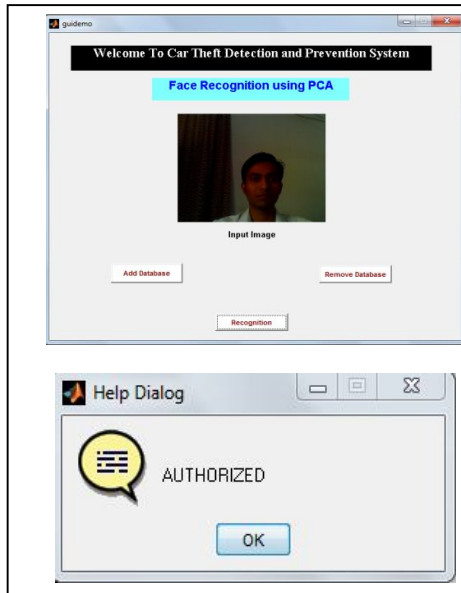 guidemo
Welcome To Car Theft Detection and Prevention System
Face Recognition using PCA
Input Image
Add Database
Remove Database
Recognition
Help Dialog
AUTHORIZED
OK